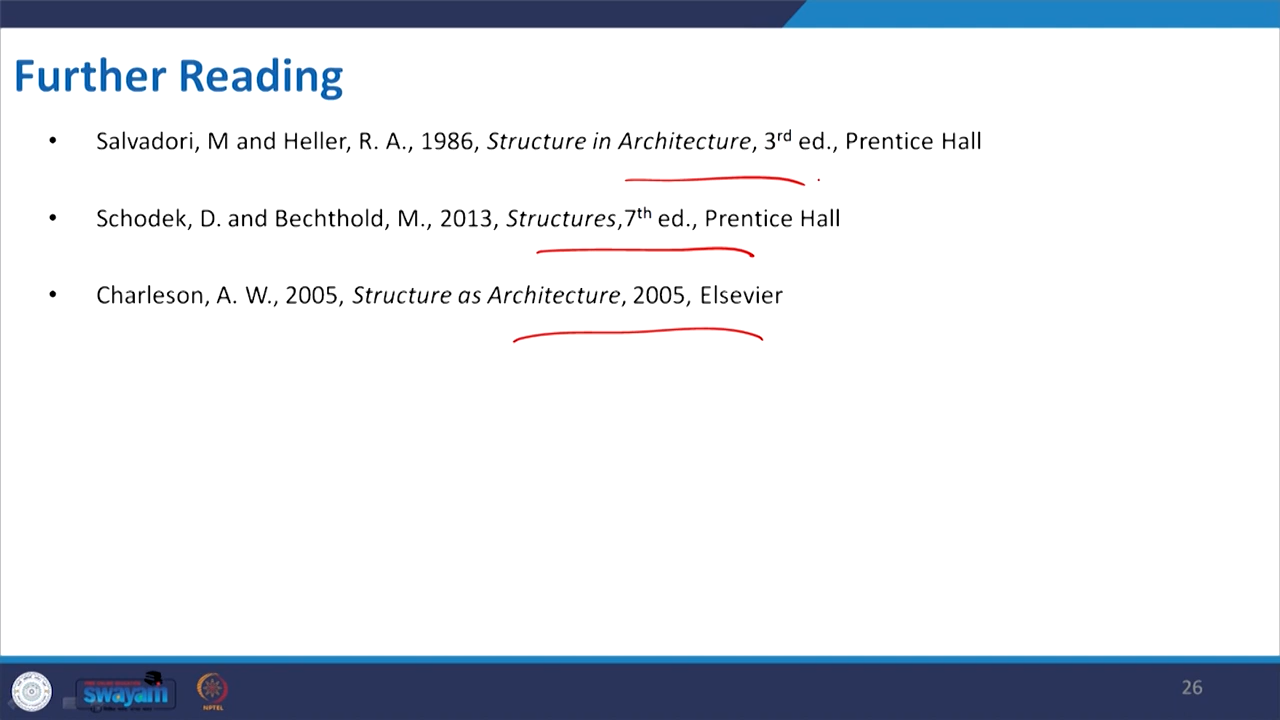 Further Reading
• Salvadori, M and Heller, R. A., 1986, Structure in Architecture, 3rd ed., Prentice Hall
• Schodek, D. and Bechthold, M., 2013, Structures,7th ed., Prentice Hall
• Charleson, A. W., 2005, Structure as Architecture, 2005, Elsevier
swayam
NPTEL
26